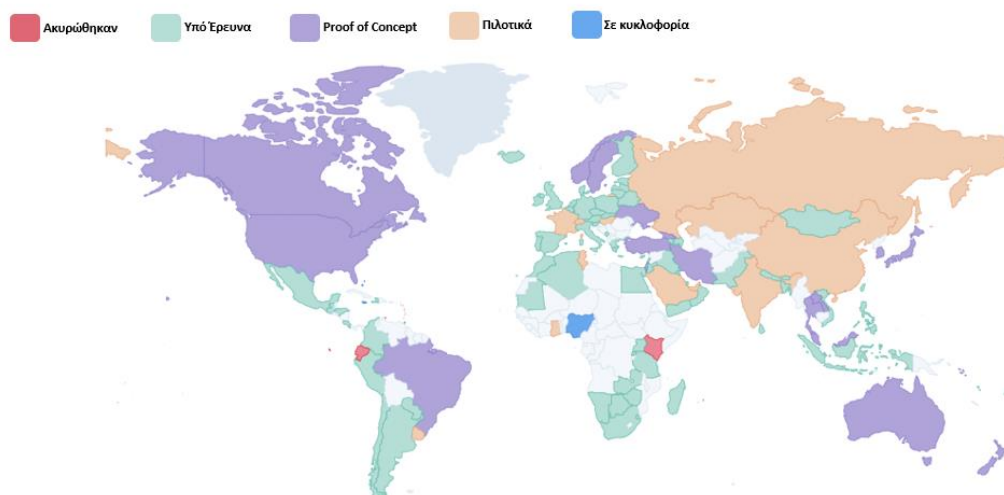 Ακυρώθηκαν
Υπό Έρευνα
Proof of Concept
Πιλοτικά
Σε κυκλοφορία